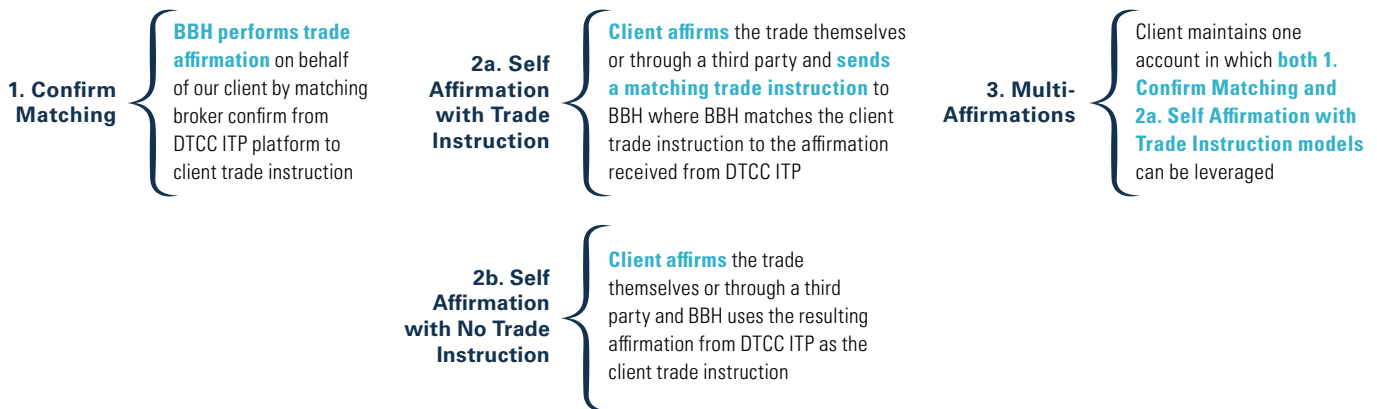 1. Confirm
Matching
BBH performs trade
affirmation on behalf
of our client by matching
broker confirm from
DTCC ITP platform to
client trade instruction
2a. Self
Affirmation
with Trade
Instruction
Client affirms the trade themselves
or through a third party and sends
a matching trade instruction to
BBH where BBH matches the client
trade instruction to the affirmation
received from DTCC ITP
3. Multi-
Affirmations
Client maintains one
account in which both 1.
Confirm Matching and
2a. Self Affirmation with
Trade Instruction models
can be leveraged
2b. Self
Affirmation
with No Trade
Instruction
Client affirms the trade
themselves or through a third
party and BBH uses the resulting
affirmation from DTCC ITP as the
client trade instruction